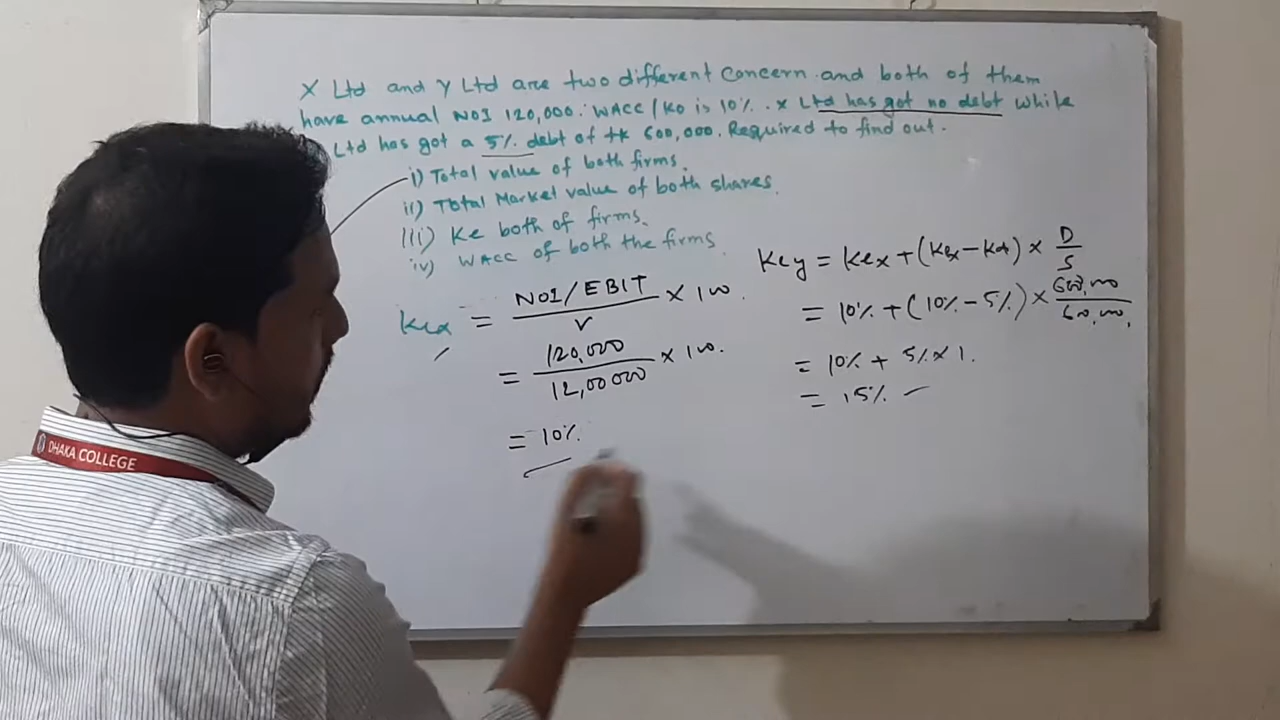 X Ltd and Y Ltd are two different concern and both of them
have annual NOI 120,000. WACC/Ko is 10%. X Ltd has got no debt while
Ltd has got a 5% debt of tk 600,000. Required to find out.
i) Total value of both firms.
ii) Total Market value of both shares.
iii) Ke both of firms.
iv) WACC of both the firms
Kex = NOI/EBIT / V × 100.
= 120,000 / 12,00000 × 100.
= 10%.
Key = Kex + (Kex - Kd) × D/S
= 10% + (10% - 5%) × 600,000 / 600,000,
= 10% + 5% × 1.
= 15%
DHAKA COLLEGE